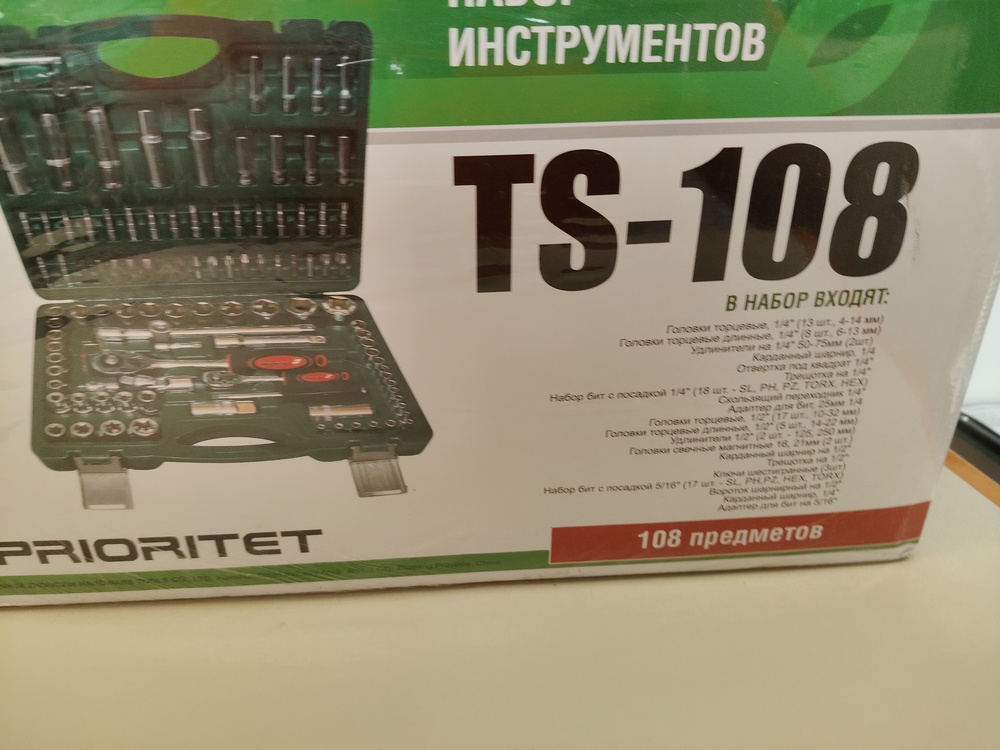 НАБОР
ИНСТРУМЕНТОВ
TS-108
В НАБОР ВХОДЯТ:
Головки торцевые, 1/4" (13 шт., 4-14 мм)
Головки торцевые длинные, 1/4" (8 шт., 6-13 мм)
Удлинители на 1/4" 50-75мм (2шт)
Карданный шарнир, 1/4
Отвертка под квадрат 1/4"
Трещотка на 1/4"
Набор бит с посадкой 1/4" (18 шт. - SL, PH, PZ, TORX, HEX)
Скользящий переходник 1/4"
Адаптер для бит, 25мм 1/4
Головки торцевые, 1/2" (17 шт., 10-32 мм)
Головки торцевые длинные, 1/2" (5 шт., 14-22 мм)
Удлинители 1/2" (2 шт. - 125, 250 мм)
Головки свечные магнитные 16, 21мм (2 шт.)
Карданный шарнир на 1/2"
Трещотка на 1/2"
Ключи шестигранные (3шт)
Набор бит с посадкой 5/16" (17 шт. - SL, PH,PZ, HEX, TORX)
Вороток шарнирный на 1/2"
Карданный шарнир, 1/4"
Адаптер для бит на 5/16"
108 предметов
PRIORITET